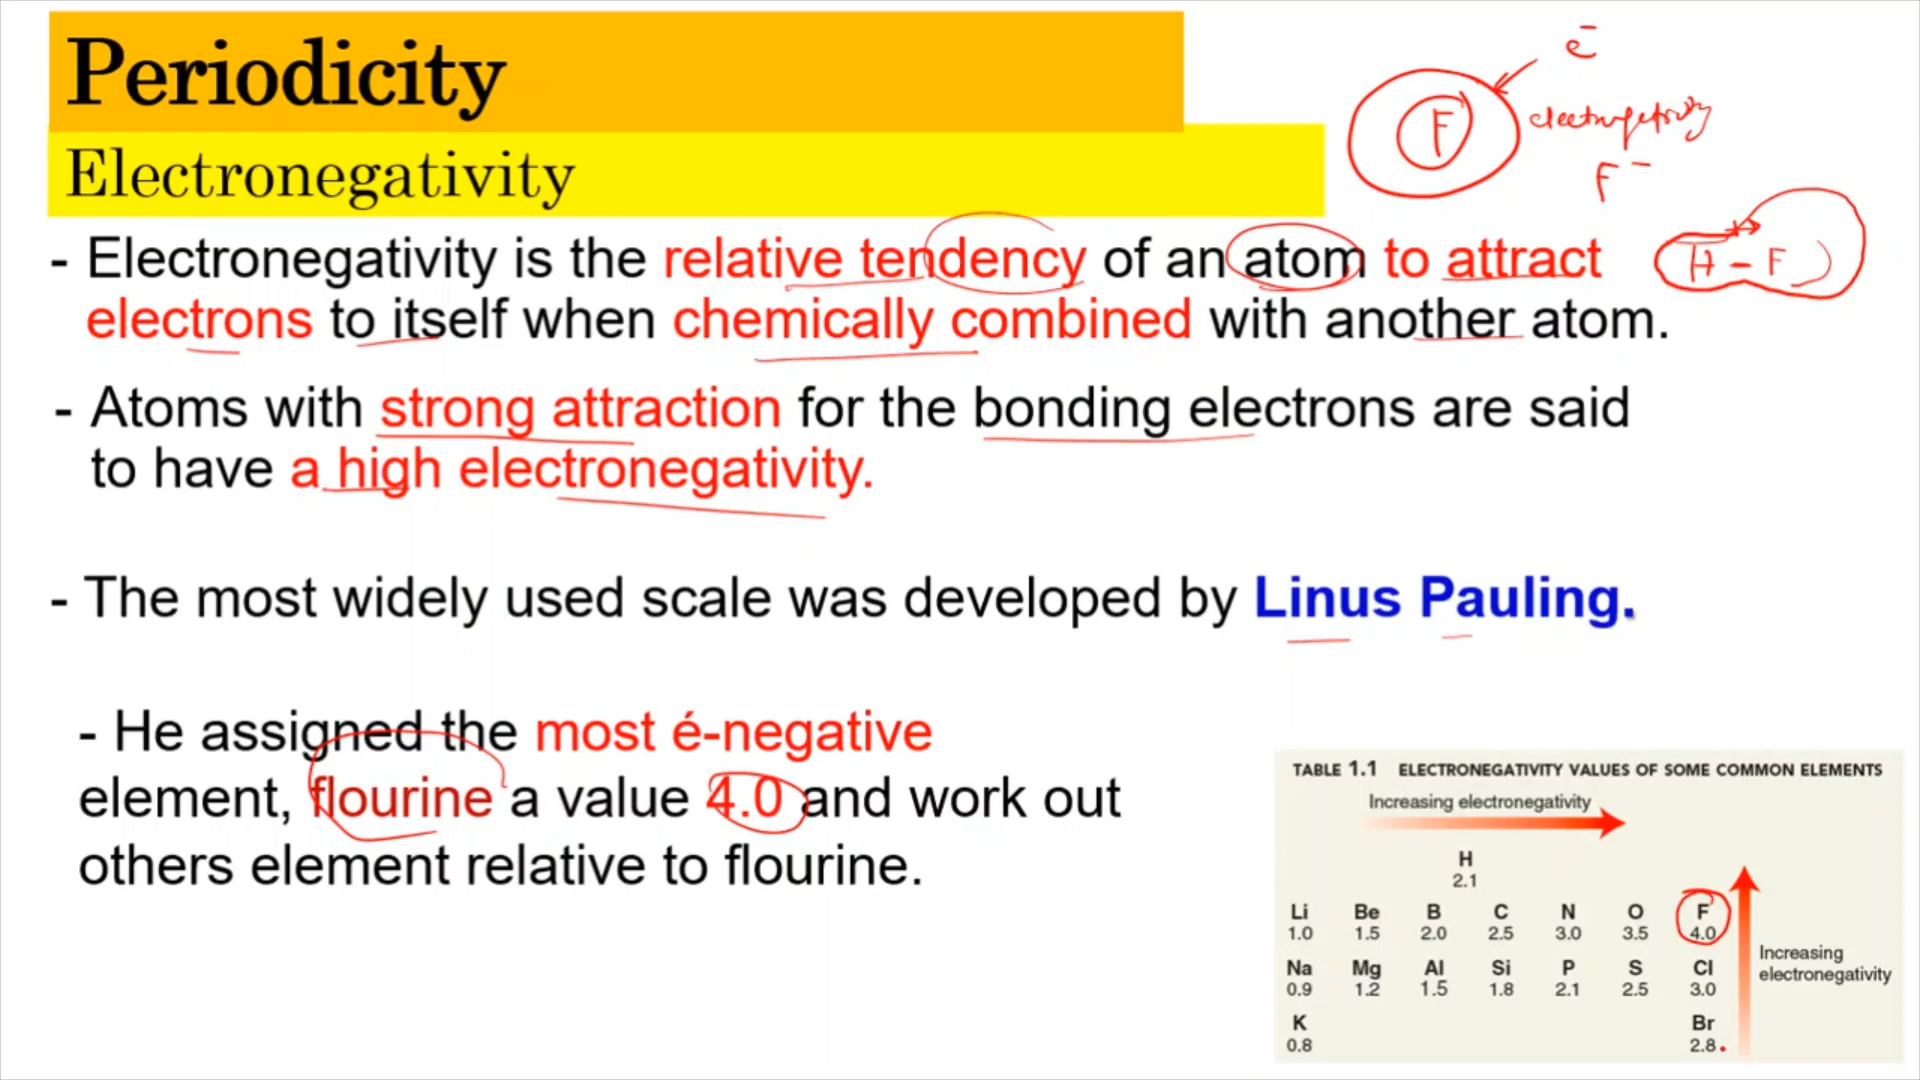 Periodicity
Electronegativity
e⁻
F
electronegativity
F⁻
- Electronegativity is the relative tendency of an atom to attract
electrons to itself when chemically combined with another atom.
H - F
- Atoms with strong attraction for the bonding electrons are said
to have a high electronegativity.
- The most widely used scale was developed by Linus Pauling.
- He assigned the most é-negative
element, flourine a value 4.0 and work out
others element relative to flourine.
TABLE 1.1 ELECTRONEGATIVITY VALUES OF SOME COMMON ELEMENTS
Increasing electronegativity
H
2.1
Li Be B C N O F
1.0 1.5 2.0 2.5 3.0 3.5 4.0
Na Mg Al Si P S Cl
0.9 1.2 1.5 1.8 2.1 2.5 3.0
K Br
0.8 2.8
Increasing
electronegativity